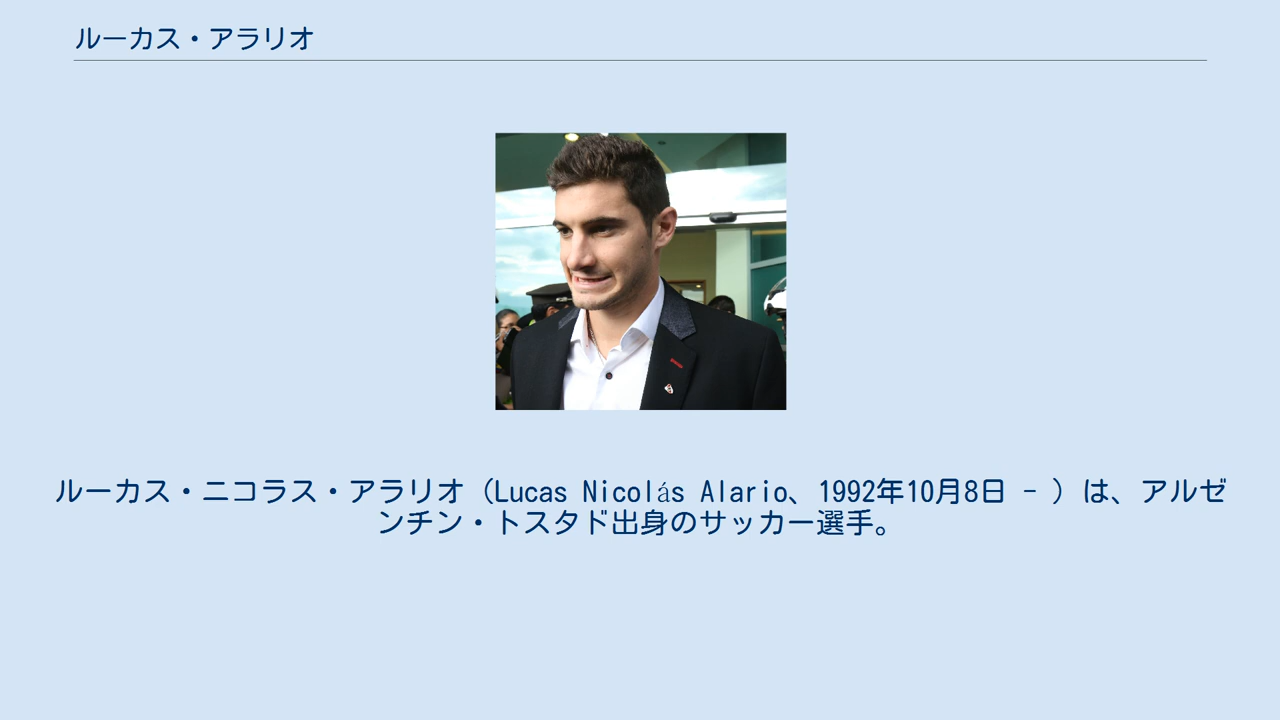 ルーカス・アラリオ
ルーカス・ニコラス・アラリオ（Lucas Nicolás Alario、1992年10月8日 - ）は、アルゼ
ンチン・トスタド出身のサッカー選手。